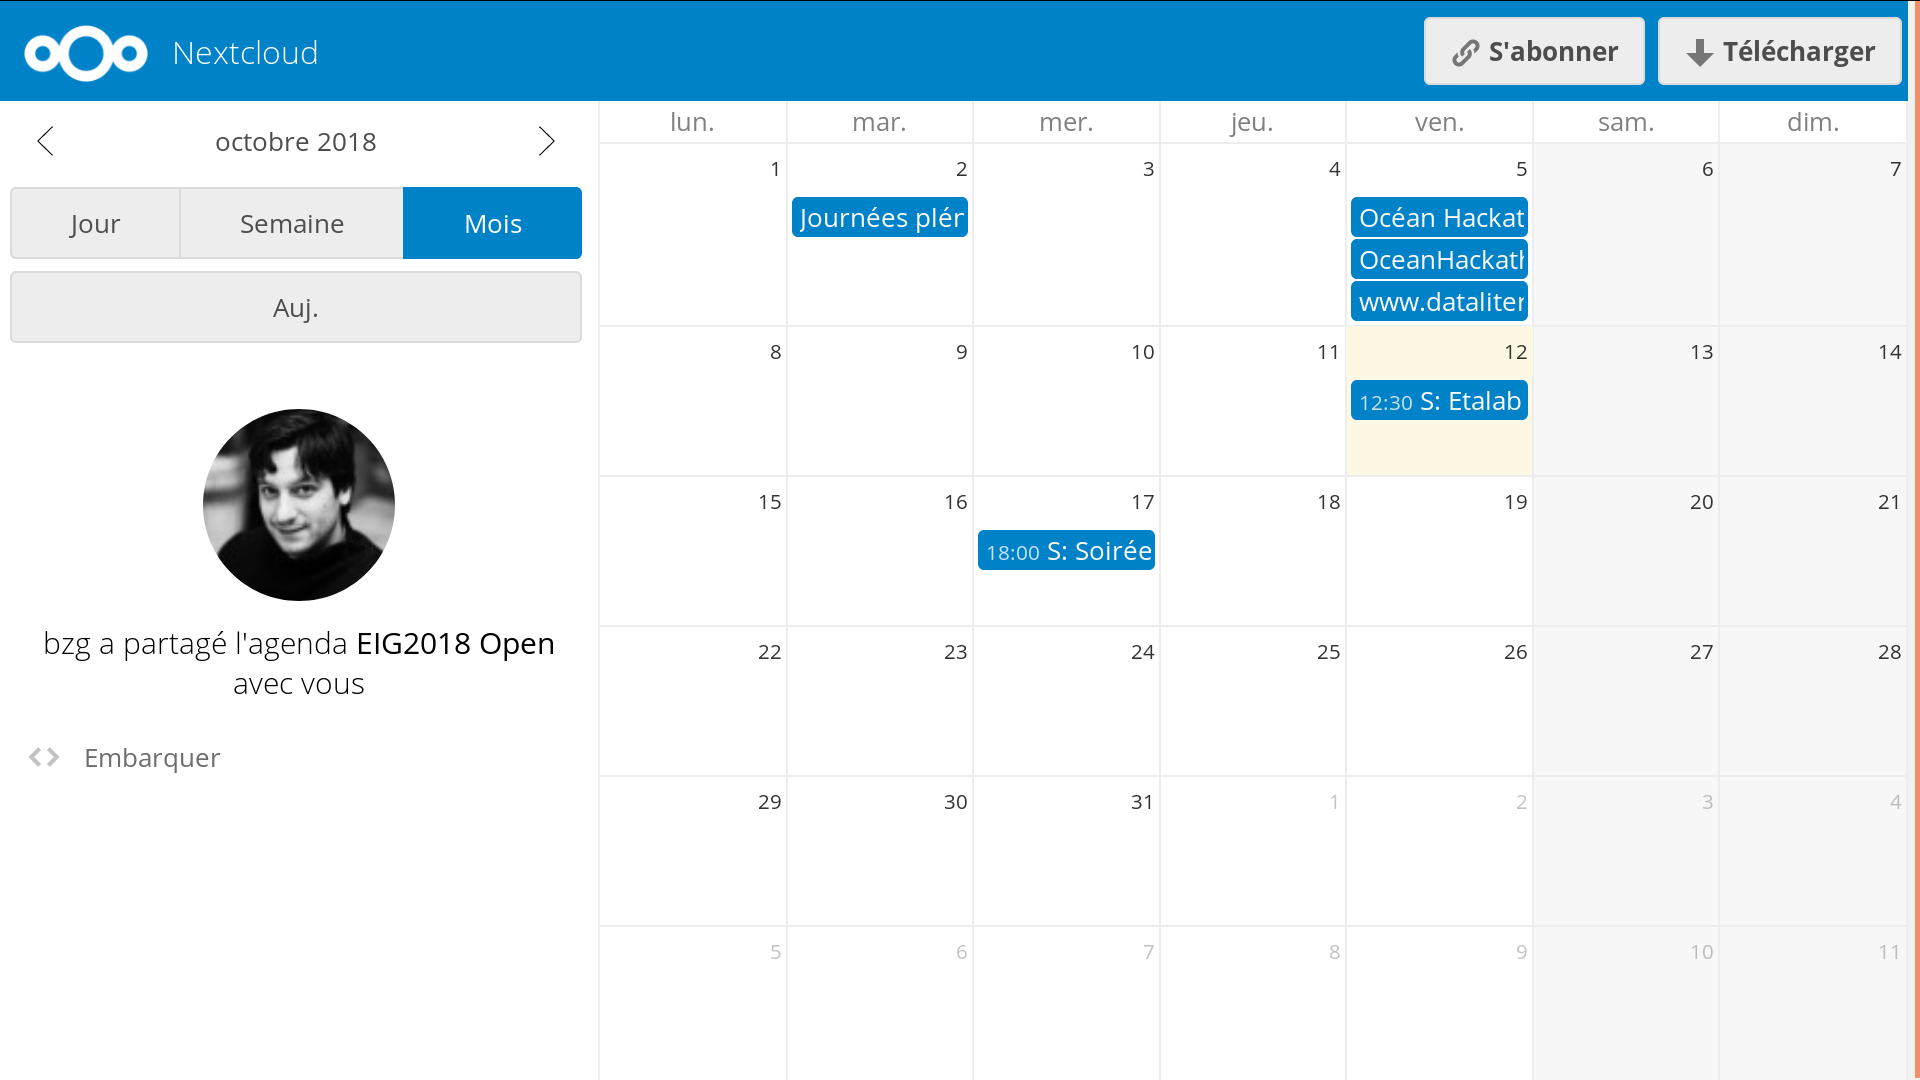 Nextcloud
S'abonner
Télécharger
octobre 2018
Jour Semaine Mois
Auj.
bzg a partagé l'agenda EIG2018 Open
avec vous
Embarquer
lun. mar. mer. jeu. ven. sam. dim.
1 2 3 4 5 6 7
Journées plén
Océan Hackat
OceanHackath
www.dataliter
8 9 10 11 12 13 14
12:30 S: Etalab
15 16 17 18 19 20 21
18:00 S: Soirée
22 23 24 25 26 27 28
29 30 31 1 2 3 4
5 6 7 8 9 10 11